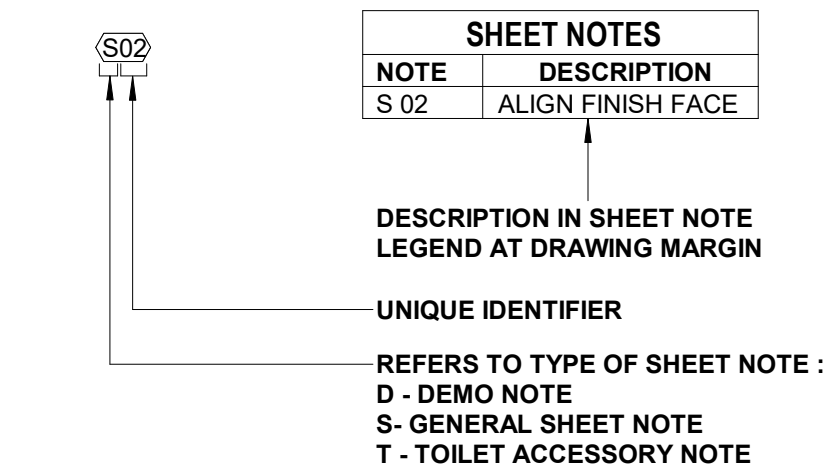 S02
SHEET NOTES
NOTE DESCRIPTION
S 02 ALIGN FINISH FACE
DESCRIPTION IN SHEET NOTE
LEGEND AT DRAWING MARGIN
UNIQUE IDENTIFIER
REFERS TO TYPE OF SHEET NOTE :
D - DEMO NOTE
S- GENERAL SHEET NOTE
T - TOILET ACCESSORY NOTE